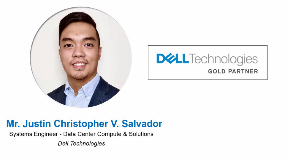 DELL Technologies
GOLD PARTNER
Mr. Justin Christopher V. Salvador
Systems Engineer - Data Center Compute & Solutions
Dell Technologies